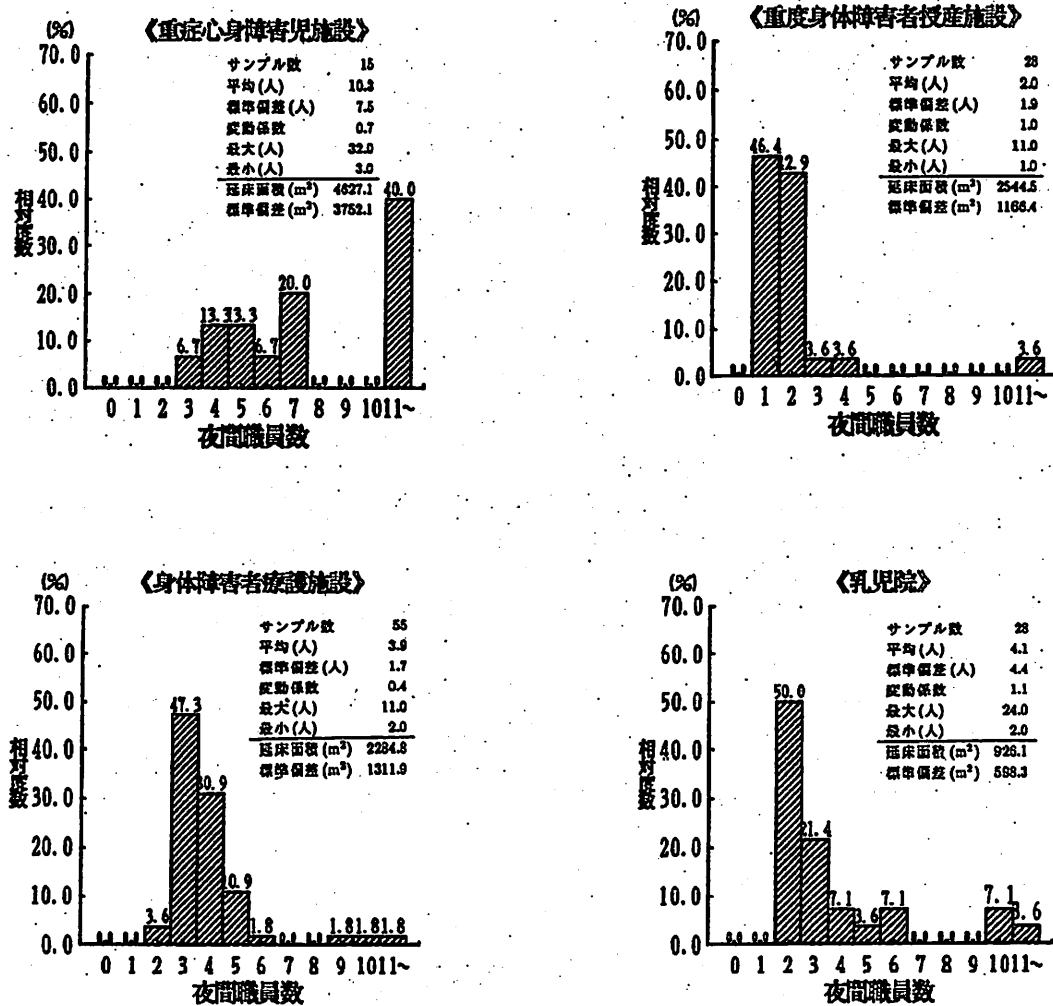 《重症心身障害児施設》
(%)
70.0
60.0
50.0
40.0
30.0
20.0
10.0
0.0
相対度数
サンプル数 15
平均(人) 10.3
標準偏差(人) 7.5
変動係数 0.7
最大(人) 32.0
最小(人) 3.0
延床面積(m²) 4627.1
標準偏差(m²) 3752.1
6.7 13.3 13.3 6.7 20.0 40.0
0 1 2 3 4 5 6 7 8 9 10 11~
夜間職員数
《重度身体障害者授産施設》
(%)
70.0
60.0
50.0
40.0
30.0
20.0
10.0
0.0
相対度数
サンプル数 28
平均(人) 2.0
標準偏差(人) 1.9
変動係数 1.0
最大(人) 11.0
最小(人) 1.0
延床面積(m²) 2544.5
標準偏差(m²) 1166.4
46.4 42.9 3.6 3.6 3.6
0 1 2 3 4 5 6 7 8 9 10 11~
夜間職員数
《身体障害者療護施設》
(%)
70.0
60.0
50.0
40.0
30.0
20.0
10.0
0.0
相対度数
サンプル数 55
平均(人) 3.9
標準偏差(人) 1.7
変動係数 0.4
最大(人) 11.0
最小(人) 2.0
延床面積(m²) 2284.8
標準偏差(m²) 1311.9
3.6 47.3 30.9 10.9 1.8 1.8 1.8 1.8
0 1 2 3 4 5 6 7 8 9 10 11~
夜間職員数
《乳児院》
(%)
70.0
60.0
50.0
40.0
30.0
20.0
10.0
0.0
相対度数
サンプル数 28
平均(人) 4.1
標準偏差(人) 4.4
変動係数 1.1
最大(人) 24.0
最小(人) 2.0
延床面積(m²) 926.1
標準偏差(m²) 588.3
50.0 21.4 7.1 3.6 7.1 7.1 3.6
0 1 2 3 4 5 6 7 8 9 10 11~
夜間職員数